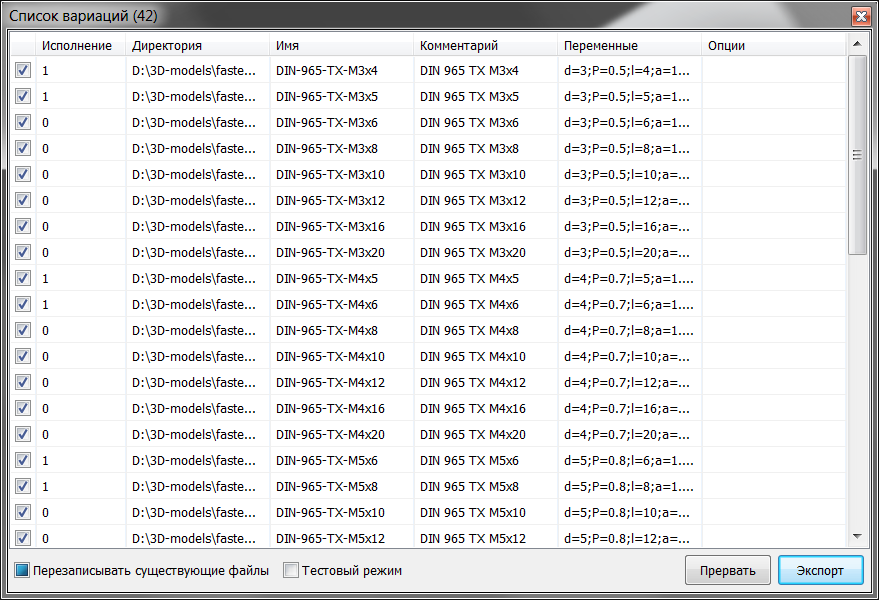 Список вариаций (42)
Исполнение Директория Имя Комментарий Переменные Опции
1 D:\3D-models\faste... DIN-965-TX-M3x4 DIN 965 TX M3x4 d=3;P=0.5;l=4;a=1...
1 D:\3D-models\faste... DIN-965-TX-M3x5 DIN 965 TX M3x5 d=3;P=0.5;l=5;a=1...
0 D:\3D-models\faste... DIN-965-TX-M3x6 DIN 965 TX M3x6 d=3;P=0.5;l=6;a=1...
0 D:\3D-models\faste... DIN-965-TX-M3x8 DIN 965 TX M3x8 d=3;P=0.5;l=8;a=1...
0 D:\3D-models\faste... DIN-965-TX-M3x10 DIN 965 TX M3x10 d=3;P=0.5;l=10;a=...
0 D:\3D-models\faste... DIN-965-TX-M3x12 DIN 965 TX M3x12 d=3;P=0.5;l=12;a=...
0 D:\3D-models\faste... DIN-965-TX-M3x16 DIN 965 TX M3x16 d=3;P=0.5;l=16;a=...
0 D:\3D-models\faste... DIN-965-TX-M3x20 DIN 965 TX M3x20 d=3;P=0.5;l=20;a=...
1 D:\3D-models\faste... DIN-965-TX-M4x5 DIN 965 TX M4x5 d=4;P=0.7;l=5;a=1....
1 D:\3D-models\faste... DIN-965-TX-M4x6 DIN 965 TX M4x6 d=4;P=0.7;l=6;a=1....
0 D:\3D-models\faste... DIN-965-TX-M4x8 DIN 965 TX M4x8 d=4;P=0.7;l=8;a=1....
0 D:\3D-models\faste... DIN-965-TX-M4x10 DIN 965 TX M4x10 d=4;P=0.7;l=10;a=...
0 D:\3D-models\faste... DIN-965-TX-M4x12 DIN 965 TX M4x12 d=4;P=0.7;l=12;a=...
0 D:\3D-models\faste... DIN-965-TX-M4x16 DIN 965 TX M4x16 d=4;P=0.7;l=16;a=...
0 D:\3D-models\faste... DIN-965-TX-M4x20 DIN 965 TX M4x20 d=4;P=0.7;l=20;a=...
1 D:\3D-models\faste... DIN-965-TX-M5x6 DIN 965 TX M5x6 d=5;P=0.8;l=6;a=1....
1 D:\3D-models\faste... DIN-965-TX-M5x8 DIN 965 TX M5x8 d=5;P=0.8;l=8;a=1....
0 D:\3D-models\faste... DIN-965-TX-M5x10 DIN 965 TX M5x10 d=5;P=0.8;l=10;a=...
0 D:\3D-models\faste... DIN-965-TX-M5x12 DIN 965 TX M5x12 d=5;P=0.8;l=12;a=...
Перезаписывать существующие файлы Тестовый режим Прервать Экспорт